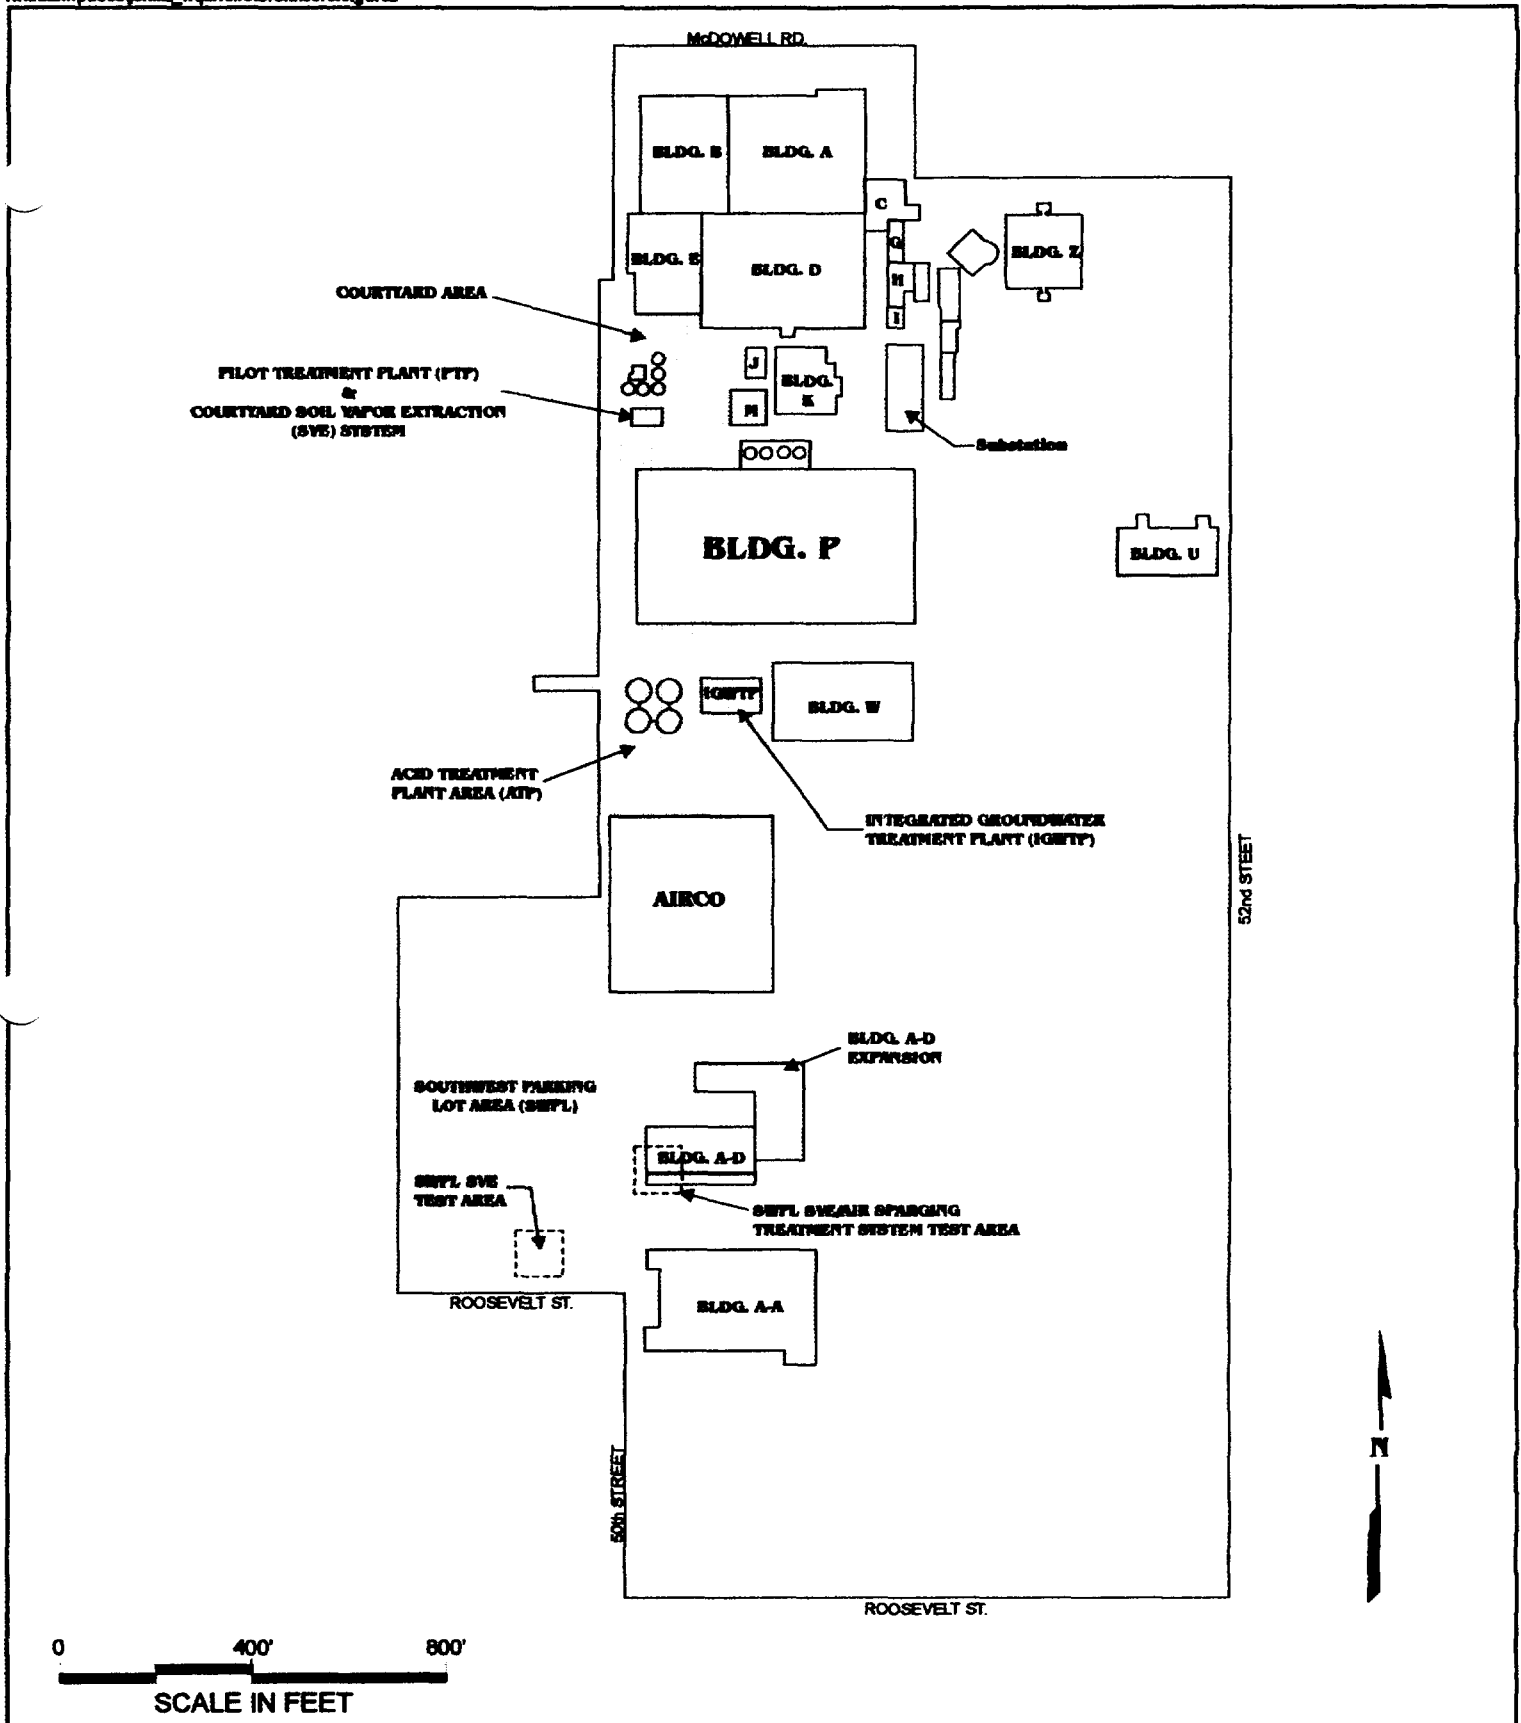 McDOWELL RD.
BLDG. B
BLDG. A
C
G
BLDG. Z
BLDG. E
BLDG. D
H
I
COURTYARD AREA
PILOT TREATMENT PLANT (PTP)
&
COURTYARD SOIL VAPOR EXTRACTION
(SVE) SYSTEM
J
BLDG.
K
M
Substation
BLDG. P
BLDG. U
IGWTP
BLDG. W
ACID TREATMENT
PLANT AREA (ATP)
INTEGRATED GROUNDWATER
TREATMENT PLANT (IGWTP)
52nd STEET
AIRCO
BLDG. A-D
EXPANSION
SOUTHWEST PARKING
LOT AREA (SWPL)
BLDG. A-D
SWPL SVE
TEST AREA
SWPL SVE/AIR SPARGING
TREATMENT SYSTEM TEST AREA
ROOSEVELT ST.
BLDG. A-A
50th STREET
N
ROOSEVELT ST.
0 400' 800'
SCALE IN FEET